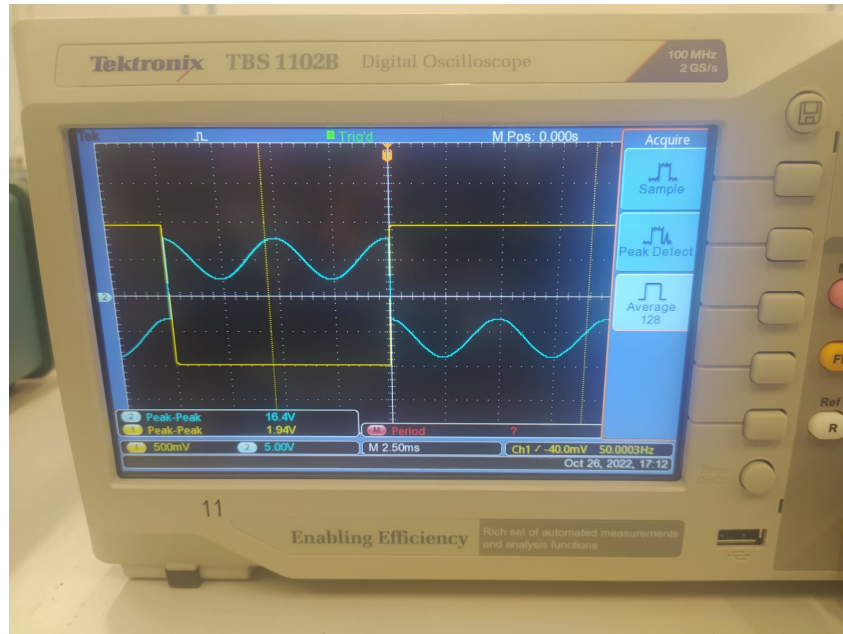 Tektronix TBS 1102B Digital Oscilloscope
100 MHz
2 GS/s
Tek Trig'd M Pos: 0.000s
Acquire
Sample
Peak Detect
Average
128
2
2 Peak-Peak 16.4V
1 Peak-Peak 1.94V
M Period ?
1 500mV 2 5.00V M 2.50ms Ch1 -40.0mV 50.0003Hz
Oct 26, 2022, 17:12
Ref
R
11
Enabling Efficiency
Rich set of automated measurements
and analysis functions